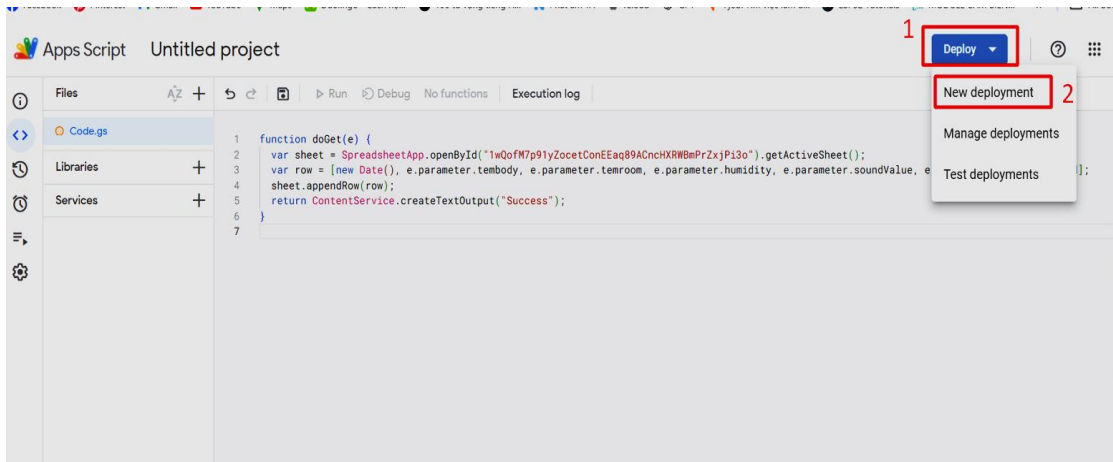 Apps Script Untitled project
1
Deploy
Files
AZ
Run Debug No functions Execution log
New deployment
2
Code.gs
Manage deployments
Libraries
Test deployments
Services
1 function doGet(e) {
2 var sheet = SpreadsheetApp.openById("1wQofM7p91yZocetConEEaq89ACncHXRWBmPrZxjPi3o").getActiveSheet();
3 var row = [new Date(), e.parameter.tembody, e.parameter.temroom, e.parameter.humidity, e.parameter.soundValue, e ];
4 sheet.appendRow(row);
5 return ContentService.createTextOutput("Success");
6 }
7